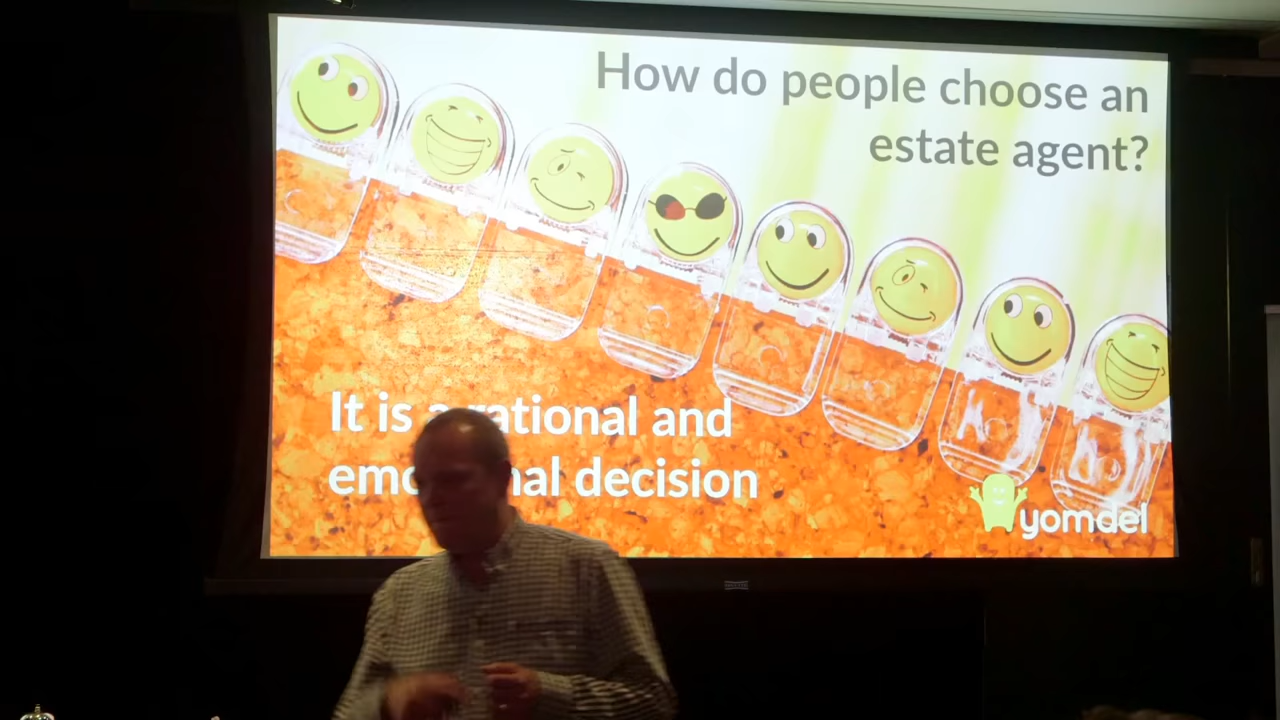 How do people choose an
estate agent?
It is rational and
decision
yomdel